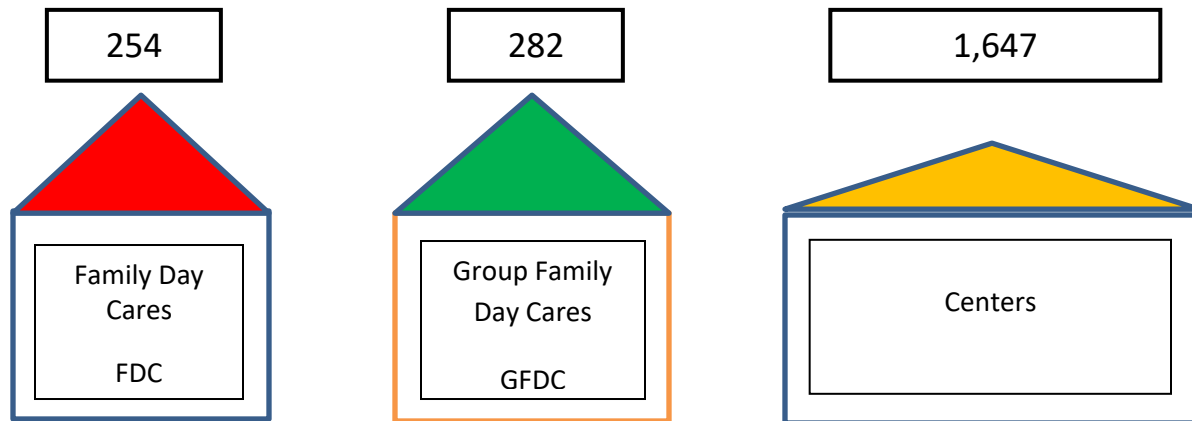 254
282
1,647
Family Day
Cares
FDC
Group Family
Day Cares
GFDC
Centers